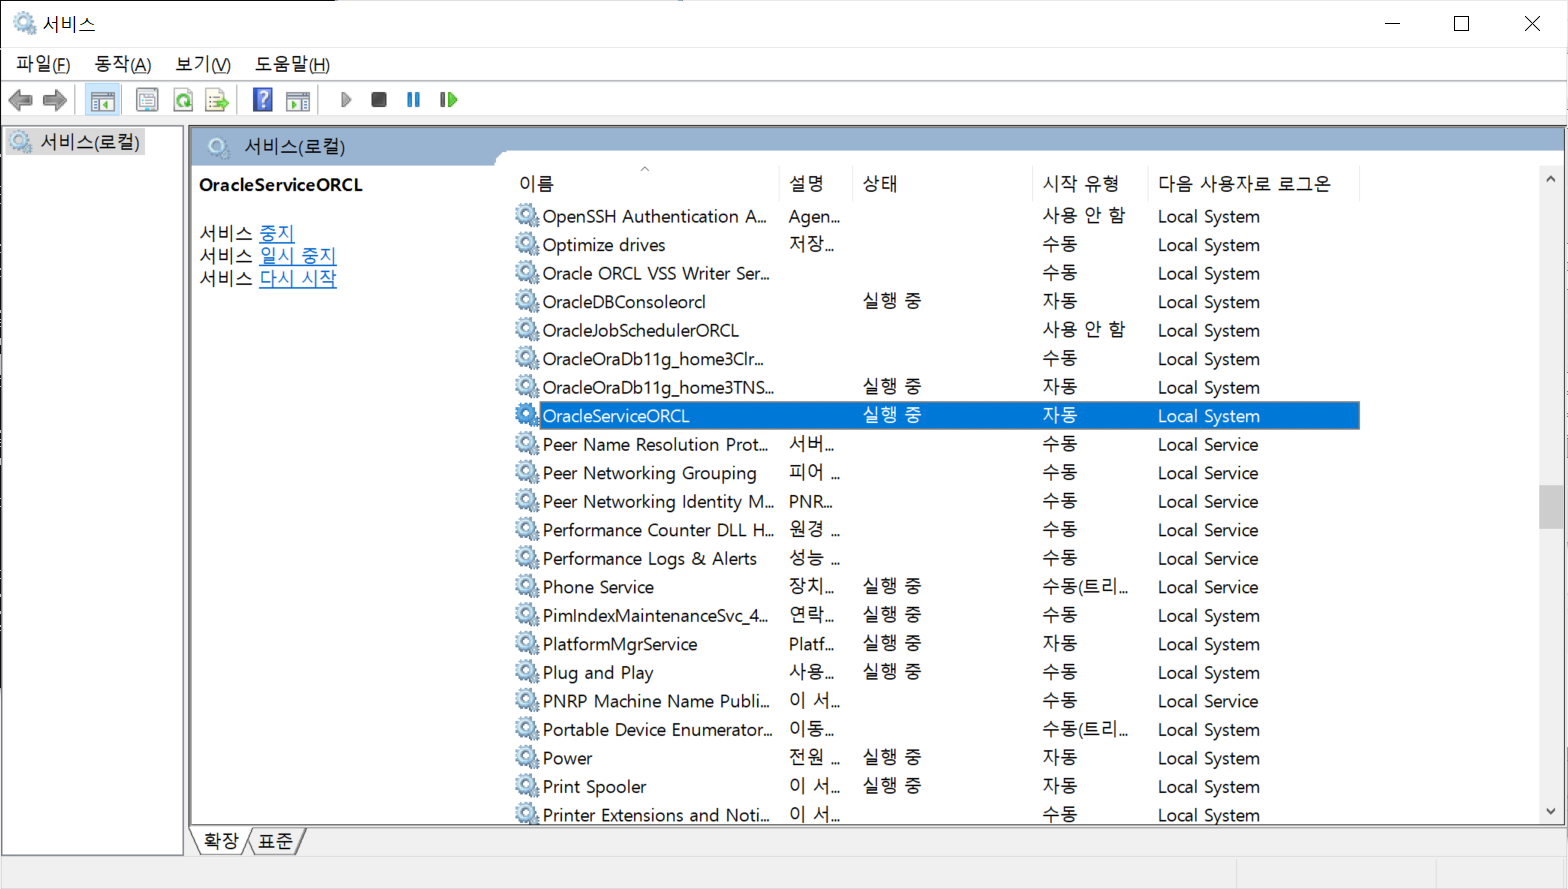 서비스
파일(F) 동작(A) 보기(V) 도움말(H)
서비스(로컬)
서비스(로컬)
OracleServiceORCL
서비스 중지
서비스 일시 중지
서비스 다시 시작
이름 설명 상태 시작 유형 다음 사용자로 로그온
OpenSSH Authentication A... Agen... 사용 안 함 Local System
Optimize drives 저장... 수동 Local System
Oracle ORCL VSS Writer Ser... 수동 Local System
OracleDBConsoleorcl 실행 중 자동 Local System
OracleJobSchedulerORCL 사용 안 함 Local System
OracleOraDb11g_home3Clr... 수동 Local System
OracleOraDb11g_home3TNS... 실행 중 자동 Local System
OracleServiceORCL 실행 중 자동 Local System
Peer Name Resolution Prot... 서버... 수동 Local Service
Peer Networking Grouping 피어 ... 수동 Local Service
Peer Networking Identity M... PNR... 수동 Local Service
Performance Counter DLL H... 원경 ... 수동 Local Service
Performance Logs & Alerts 성능 ... 수동 Local Service
Phone Service 장치... 실행 중 수동(트리... Local Service
PimIndexMaintenanceSvc_4... 연락... 실행 중 수동 Local System
PlatformMgrService Platf... 실행 중 자동 Local System
Plug and Play 사용... 실행 중 수동 Local System
PNRP Machine Name Publi... 이 서... 수동 Local Service
Portable Device Enumerator... 이동... 수동(트리... Local System
Power 전원 ... 실행 중 자동 Local System
Print Spooler 이 서... 실행 중 자동 Local System
Printer Extensions and Noti... 이 서... 수동 Local System
확장 표준